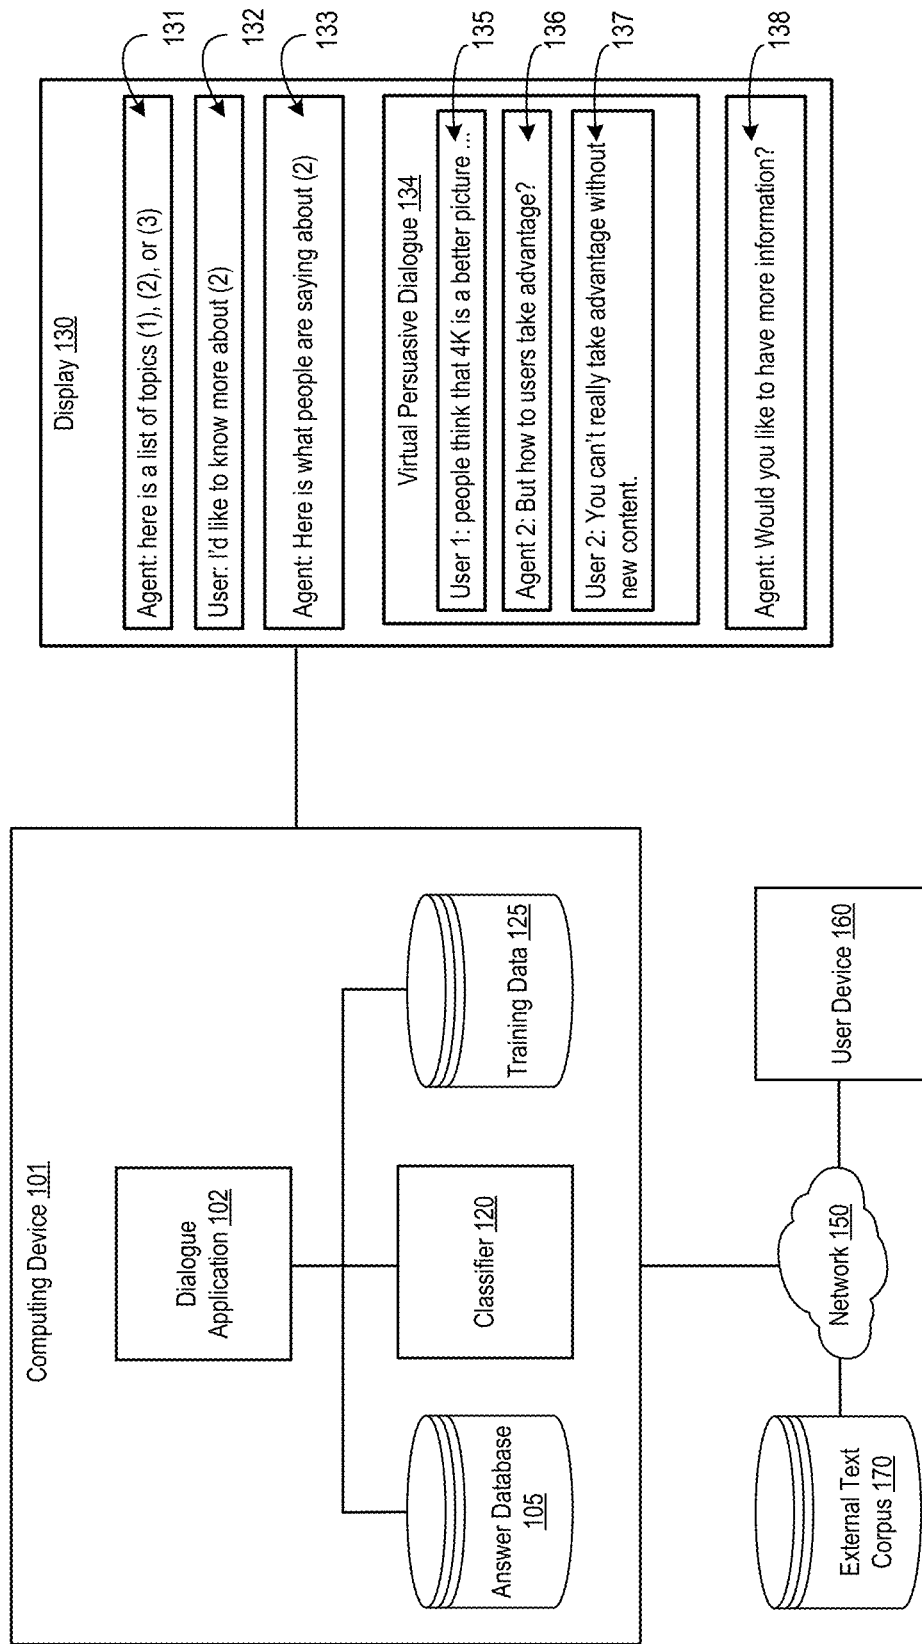 Computing Device 101
Dialogue
Application 102
Answer Database
105
Classifier 120
Training Data 125
External Text
Corpus 170
Network 150
User Device 160
Display 130
Agent: here is a list of topics (1), (2), or (3)
131
User: I'd like to know more about (2)
132
Agent: Here is what people are saying about (2)
133
Virtual Persuasive Dialogue 134
User 1: people think that 4K is a better picture ...
135
Agent 2: But how to users take advantage?
136
User 2: You can't really take advantage without
new content.
137
Agent: Would you like to have more information?
138